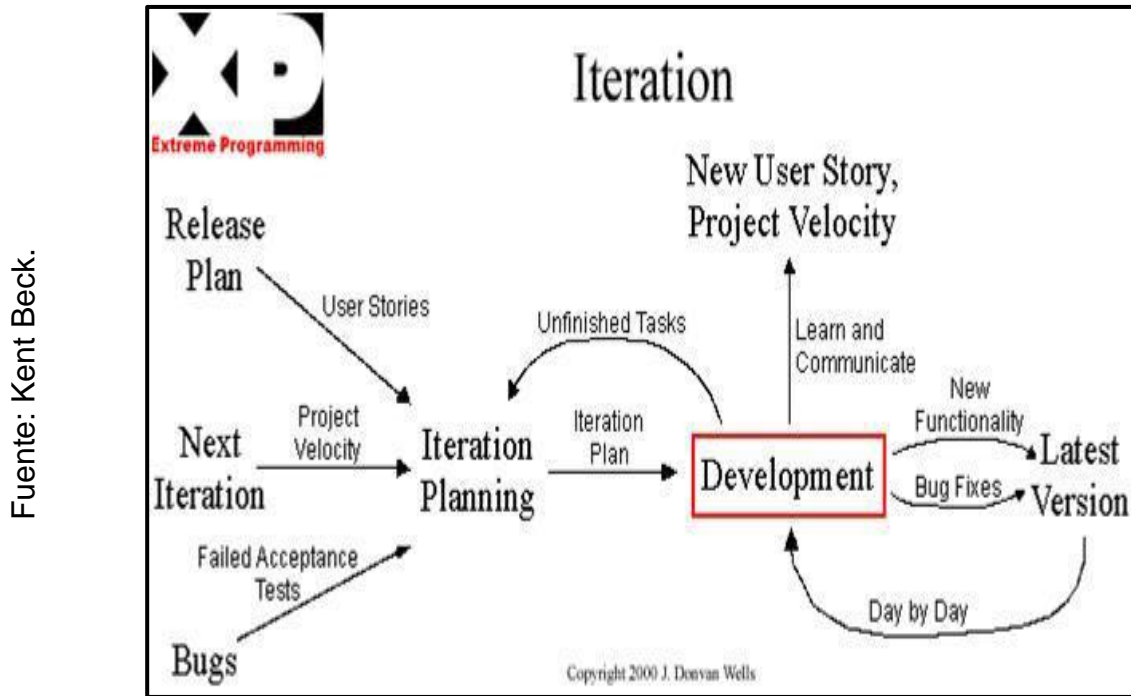 Fuente: Kent Beck.
XP
Extreme Programming
Iteration
New User Story,
Project Velocity
Release
Plan
User Stories
Unfinished Tasks
Learn and
Communicate
New
Functionality
Project
Velocity
Next
Iteration
Iteration
Planning
Iteration
Plan
Development
Bug Fixes
Latest
Version
Failed Acceptance
Tests
Day by Day
Bugs
Copyright 2000 J. Donvan Wells